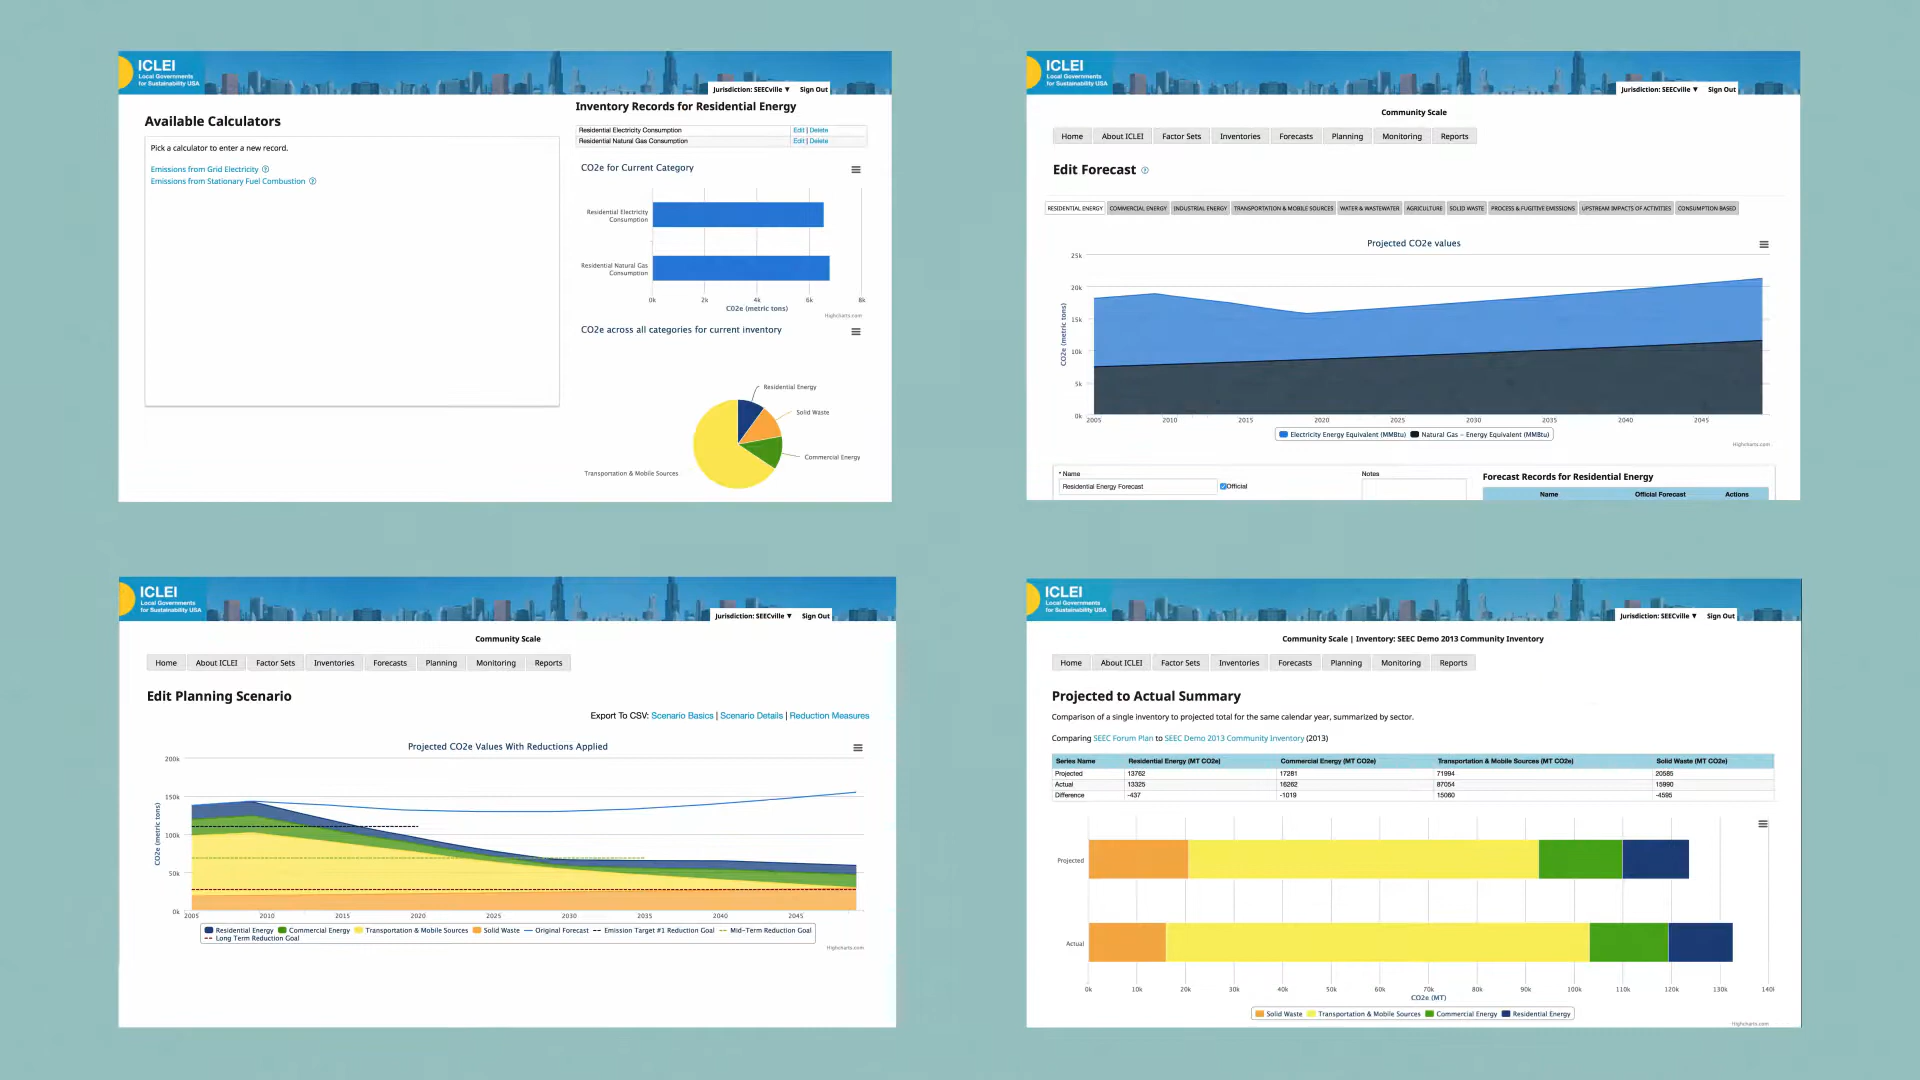 ICLEI
Local Governments
for Sustainability USA
Jurisdiction: SEECville ▼ Sign Out
Available Calculators
Pick a calculator to enter a new record.
Emissions from Grid Electricity
Emissions from Stationary Fuel Combustion
Inventory Records for Residential Energy
Residential Electricity Consumption Edit | Delete
Residential Natural Gas Consumption Edit | Delete
CO2e for Current Category
Residential Electricity
Consumption
Residential Natural Gas
Consumption
0k 2k 4k 6k 8k
CO2e (metric tons)
Highcharts.com
CO2e across all categories for current inventory
Residential Energy
Solid Waste
Commercial Energy
Transportation & Mobile Sources
ICLEI
Local Governments
for Sustainability USA
Jurisdiction: SEECville ▼ Sign Out
Community Scale
Home About ICLEI Factor Sets Inventories Forecasts Planning Monitoring Reports
Edit Forecast
RESIDENTIAL ENERGY COMMERCIAL ENERGY INDUSTRIAL ENERGY TRANSPORTATION & MOBILE SOURCES WATER & WASTEWATER AGRICULTURE SOLID WASTE PROCESS & FUGITIVE EMISSIONS UPSTREAM IMPACTS OF ACTIVITIES CONSUMPTION BASED
Projected CO2e values
CO2e (metric tons)
25k
20k
15k
10k
5k
0k
2005 2010 2015 2020 2025 2030 2035 2040 2045
Electricity Energy Equivalent (MMBtu) Natural Gas – Energy Equivalent (MMBtu)
Highcharts.com
* Name
Residential Energy Forecast
Official
Notes
Forecast Records for Residential Energy
Name Official Forecast Actions
ICLEI
Local Governments
for Sustainability USA
Jurisdiction: SEECville ▼ Sign Out
Community Scale
Home About ICLEI Factor Sets Inventories Forecasts Planning Monitoring Reports
Edit Planning Scenario
Export To CSV: Scenario Basics | Scenario Details | Reduction Measures
Projected CO2e Values With Reductions Applied
CO2e (metric tons)
200k
150k
100k
50k
0k
2005 2010 2015 2020 2025 2030 2035 2040 2045
Residential Energy Commercial Energy Transportation & Mobile Sources Solid Waste Original Forecast Emission Target #1 Reduction Goal Mid-Term Reduction Goal
Long Term Reduction Goal
Highcharts.com
ICLEI
Local Governments
for Sustainability USA
Jurisdiction: SEECville ▼ Sign Out
Community Scale | Inventory: SEEC Demo 2013 Community Inventory
Home About ICLEI Factor Sets Inventories Forecasts Planning Monitoring Reports
Projected to Actual Summary
Comparison of a single inventory to projected total for the same calendar year, summarized by sector.
Comparing SEEC Forum Plan to SEEC Demo 2013 Community Inventory (2013)
Series Name Residential Energy (MT CO2e) Commercial Energy (MT CO2e) Transportation & Mobile Sources (MT CO2e) Solid Waste (MT CO2e)
Projected 13762 17281 71994 20585
Actual 13325 16262 87054 15990
Difference -437 -1019 15060 -4595
Projected
Actual
0k 10k 20k 30k 40k 50k 60k 70k 80k 90k 100k 110k 120k 130k 140k
CO2e (MT)
Solid Waste Transportation & Mobile Sources Commercial Energy Residential Energy
Highcharts.com